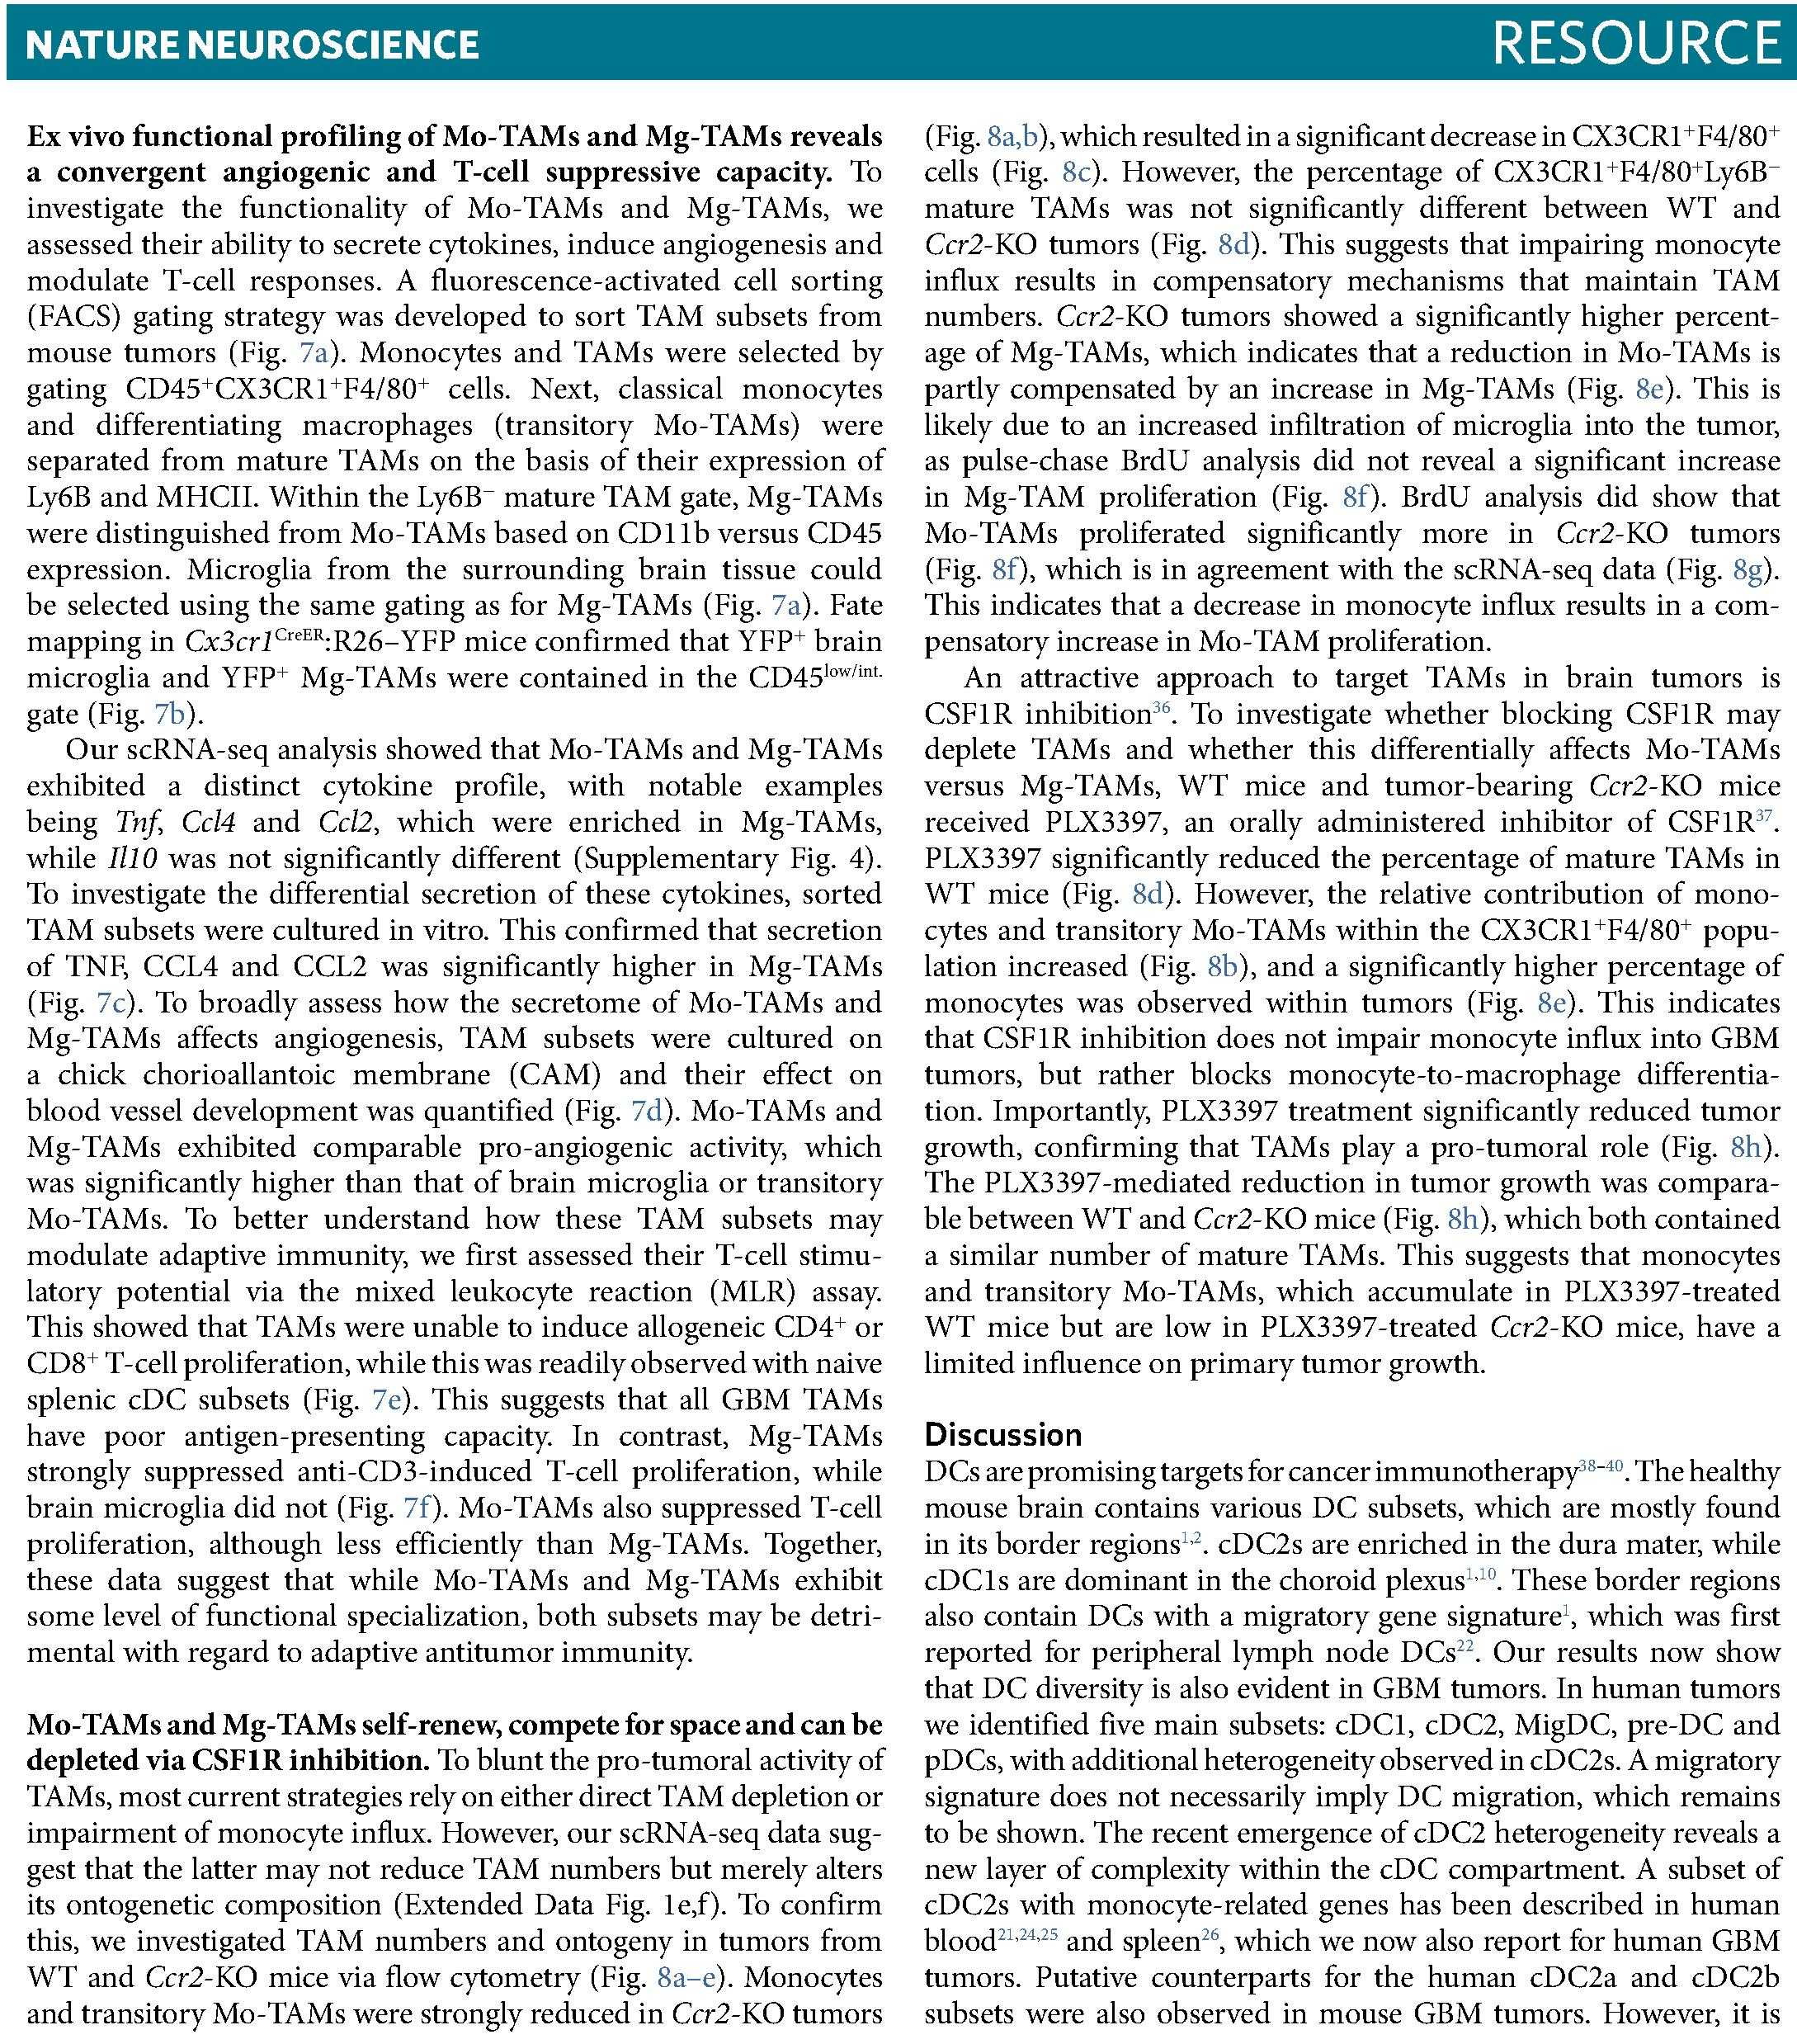 NATURE NEUROSCIENCE
RESOURCE
Ex vivo functional profiling of Mo-TAMs and Mg-TAMs reveals
a convergent angiogenic and T-cell suppressive capacity. To
investigate the functionality of Mo-TAMs and Mg-TAMs, we
assessed their ability to secrete cytokines, induce angiogenesis and
modulate T-cell responses. A fluorescence-activated cell sorting
(FACS) gating strategy was developed to sort TAM subsets from
mouse tumors (Fig. 7a). Monocytes and TAMs were selected by
gating CD45⁺CX3CR1⁺F4/80⁺ cells. Next, classical monocytes
and differentiating macrophages (transitory Mo-TAMs) were
separated from mature TAMs on the basis of their expression of
Ly6B and MHCII. Within the Ly6B⁻ mature TAM gate, Mg-TAMs
were distinguished from Mo-TAMs based on CD11b versus CD45
expression. Microglia from the surrounding brain tissue could
be selected using the same gating as for Mg-TAMs (Fig. 7a). Fate
mapping in Cx3cr1CreER:R26–YFP mice confirmed that YFP⁺ brain
microglia and YFP⁺ Mg-TAMs were contained in the CD45low/int.
gate (Fig. 7b).
Our scRNA-seq analysis showed that Mo-TAMs and Mg-TAMs
exhibited a distinct cytokine profile, with notable examples
being Tnf, Ccl4 and Ccl2, which were enriched in Mg-TAMs,
while Il10 was not significantly different (Supplementary Fig. 4).
To investigate the differential secretion of these cytokines, sorted
TAM subsets were cultured in vitro. This confirmed that secretion
of TNF, CCL4 and CCL2 was significantly higher in Mg-TAMs
(Fig. 7c). To broadly assess how the secretome of Mo-TAMs and
Mg-TAMs affects angiogenesis, TAM subsets were cultured on
a chick chorioallantoic membrane (CAM) and their effect on
blood vessel development was quantified (Fig. 7d). Mo-TAMs and
Mg-TAMs exhibited comparable pro-angiogenic activity, which
was significantly higher than that of brain microglia or transitory
Mo-TAMs. To better understand how these TAM subsets may
modulate adaptive immunity, we first assessed their T-cell stimu-
latory potential via the mixed leukocyte reaction (MLR) assay.
This showed that TAMs were unable to induce allogeneic CD4⁺ or
CD8⁺ T-cell proliferation, while this was readily observed with naive
splenic cDC subsets (Fig. 7e). This suggests that all GBM TAMs
have poor antigen-presenting capacity. In contrast, Mg-TAMs
strongly suppressed anti-CD3-induced T-cell proliferation, while
brain microglia did not (Fig. 7f). Mo-TAMs also suppressed T-cell
proliferation, although less efficiently than Mg-TAMs. Together,
these data suggest that while Mo-TAMs and Mg-TAMs exhibit
some level of functional specialization, both subsets may be detri-
mental with regard to adaptive antitumor immunity.
Mo-TAMs and Mg-TAMs self-renew, compete for space and can be
depleted via CSF1R inhibition. To blunt the pro-tumoral activity of
TAMs, most current strategies rely on either direct TAM depletion or
impairment of monocyte influx. However, our scRNA-seq data sug-
gest that the latter may not reduce TAM numbers but merely alters
its ontogenetic composition (Extended Data Fig. 1e,f). To confirm
this, we investigated TAM numbers and ontogeny in tumors from
WT and Ccr2-KO mice via flow cytometry (Fig. 8a–e). Monocytes
and transitory Mo-TAMs were strongly reduced in Ccr2-KO tumors
(Fig. 8a,b), which resulted in a significant decrease in CX3CR1⁺F4/80⁺
cells (Fig. 8c). However, the percentage of CX3CR1⁺F4/80⁺Ly6B⁻
mature TAMs was not significantly different between WT and
Ccr2-KO tumors (Fig. 8d). This suggests that impairing monocyte
influx results in compensatory mechanisms that maintain TAM
numbers. Ccr2-KO tumors showed a significantly higher percent-
age of Mg-TAMs, which indicates that a reduction in Mo-TAMs is
partly compensated by an increase in Mg-TAMs (Fig. 8e). This is
likely due to an increased infiltration of microglia into the tumor,
as pulse-chase BrdU analysis did not reveal a significant increase
in Mg-TAM proliferation (Fig. 8f). BrdU analysis did show that
Mo-TAMs proliferated significantly more in Ccr2-KO tumors
(Fig. 8f), which is in agreement with the scRNA-seq data (Fig. 8g).
This indicates that a decrease in monocyte influx results in a com-
pensatory increase in Mo-TAM proliferation.
An attractive approach to target TAMs in brain tumors is
CSF1R inhibition³⁶. To investigate whether blocking CSF1R may
deplete TAMs and whether this differentially affects Mo-TAMs
versus Mg-TAMs, WT mice and tumor-bearing Ccr2-KO mice
received PLX3397, an orally administered inhibitor of CSF1R³⁷.
PLX3397 significantly reduced the percentage of mature TAMs in
WT mice (Fig. 8d). However, the relative contribution of mono-
cytes and transitory Mo-TAMs within the CX3CR1⁺F4/80⁺ popu-
lation increased (Fig. 8b), and a significantly higher percentage of
monocytes was observed within tumors (Fig. 8e). This indicates
that CSF1R inhibition does not impair monocyte influx into GBM
tumors, but rather blocks monocyte-to-macrophage differentia-
tion. Importantly, PLX3397 treatment significantly reduced tumor
growth, confirming that TAMs play a pro-tumoral role (Fig. 8h).
The PLX3397-mediated reduction in tumor growth was compara-
ble between WT and Ccr2-KO mice (Fig. 8h), which both contained
a similar number of mature TAMs. This suggests that monocytes
and transitory Mo-TAMs, which accumulate in PLX3397-treated
WT mice but are low in PLX3397-treated Ccr2-KO mice, have a
limited influence on primary tumor growth.
Discussion
DCs are promising targets for cancer immunotherapy³⁸⁻⁴⁰. The healthy
mouse brain contains various DC subsets, which are mostly found
in its border regions¹,². cDC2s are enriched in the dura mater, while
cDC1s are dominant in the choroid plexus¹,¹⁰. These border regions
also contain DCs with a migratory gene signature¹, which was first
reported for peripheral lymph node DCs²². Our results now show
that DC diversity is also evident in GBM tumors. In human tumors
we identified five main subsets: cDC1, cDC2, MigDC, pre-DC and
pDCs, with additional heterogeneity observed in cDC2s. A migratory
signature does not necessarily imply DC migration, which remains
to be shown. The recent emergence of cDC2 heterogeneity reveals a
new layer of complexity within the cDC compartment. A subset of
cDC2s with monocyte-related genes has been described in human
blood²¹,²⁴,²⁵ and spleen²⁶, which we now also report for human GBM
tumors. Putative counterparts for the human cDC2a and cDC2b
subsets were also observed in mouse GBM tumors. However, it is